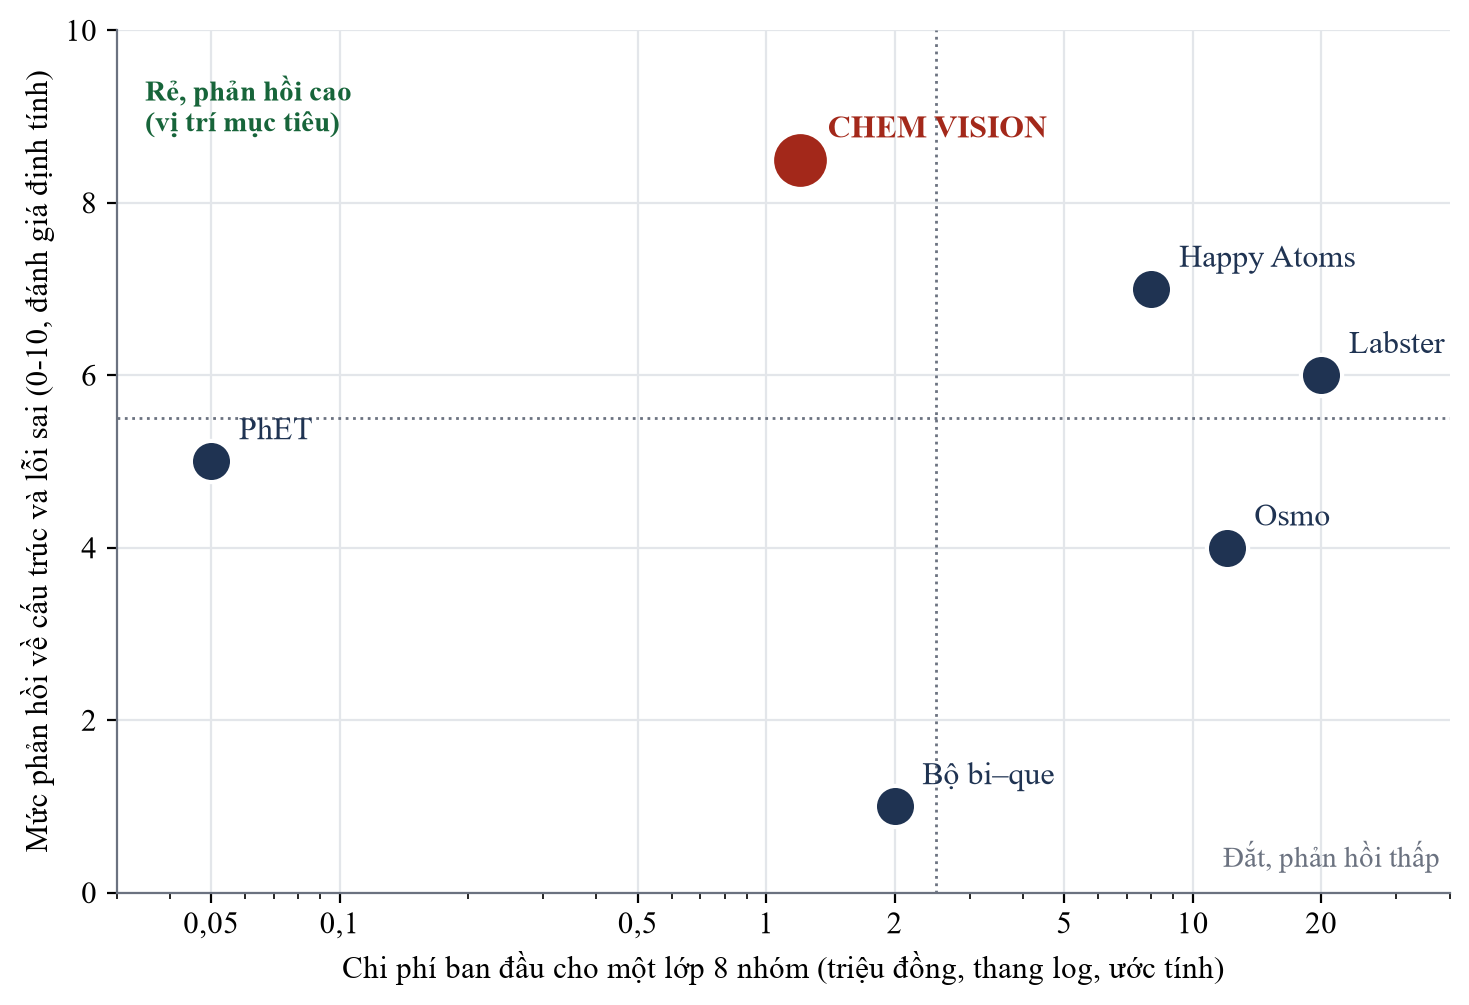 10
8
6
4
2
0
Mức phản hồi về cấu trúc và lỗi sai (0-10, đánh giá định tính)
Rẻ, phản hồi cao
(vị trí mục tiêu)
CHEM VISION
Happy Atoms
Labster
PhET
Osmo
Bộ bi–que
Đắt, phản hồi thấp
0,05 0,1 0,5 1 2 5 10 20
Chi phí ban đầu cho một lớp 8 nhóm (triệu đồng, thang log, ước tính)